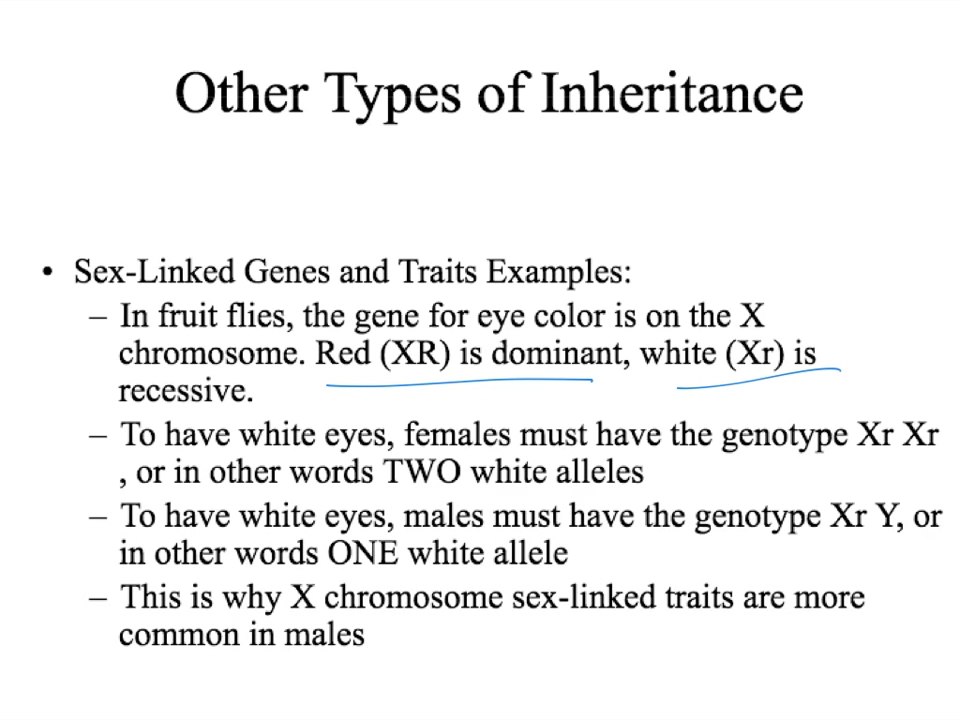 Other Types of Inheritance
• Sex-Linked Genes and Traits Examples:
– In fruit flies, the gene for eye color is on the X
chromosome. Red (XR) is dominant, white (Xr) is
recessive.
– To have white eyes, females must have the genotype Xr Xr
, or in other words TWO white alleles
– To have white eyes, males must have the genotype Xr Y, or
in other words ONE white allele
– This is why X chromosome sex-linked traits are more
common in males